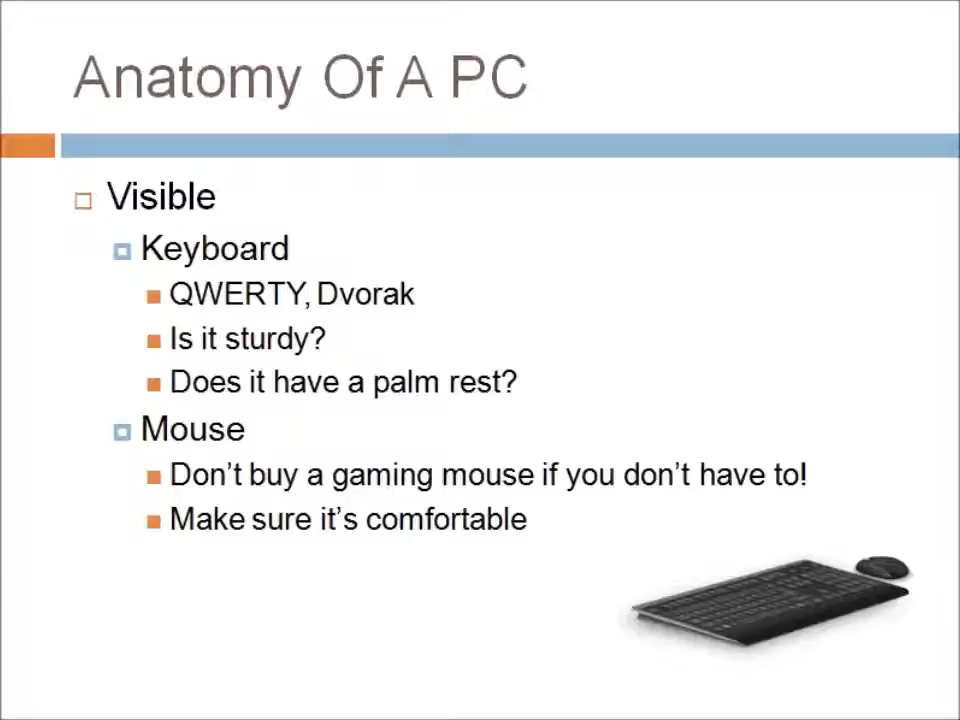 Anatomy Of A PC
Visible
Keyboard
QWERTY, Dvorak
Is it sturdy?
Does it have a palm rest?
Mouse
Don’t buy a gaming mouse if you don’t have to!
Make sure it’s comfortable